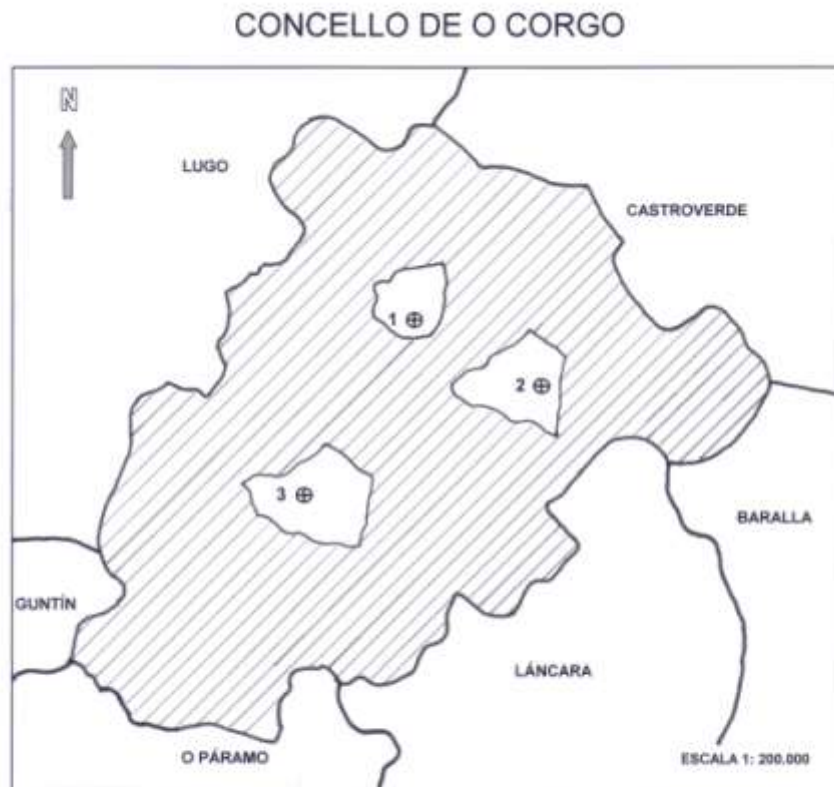 CONCELLO DE O CORGO
N
LUGO
CASTROVERDE
1
2
3
BARALLA
GUNTÍN
LÁNCARA
O PÁRAMO
ESCALA 1: 200.000